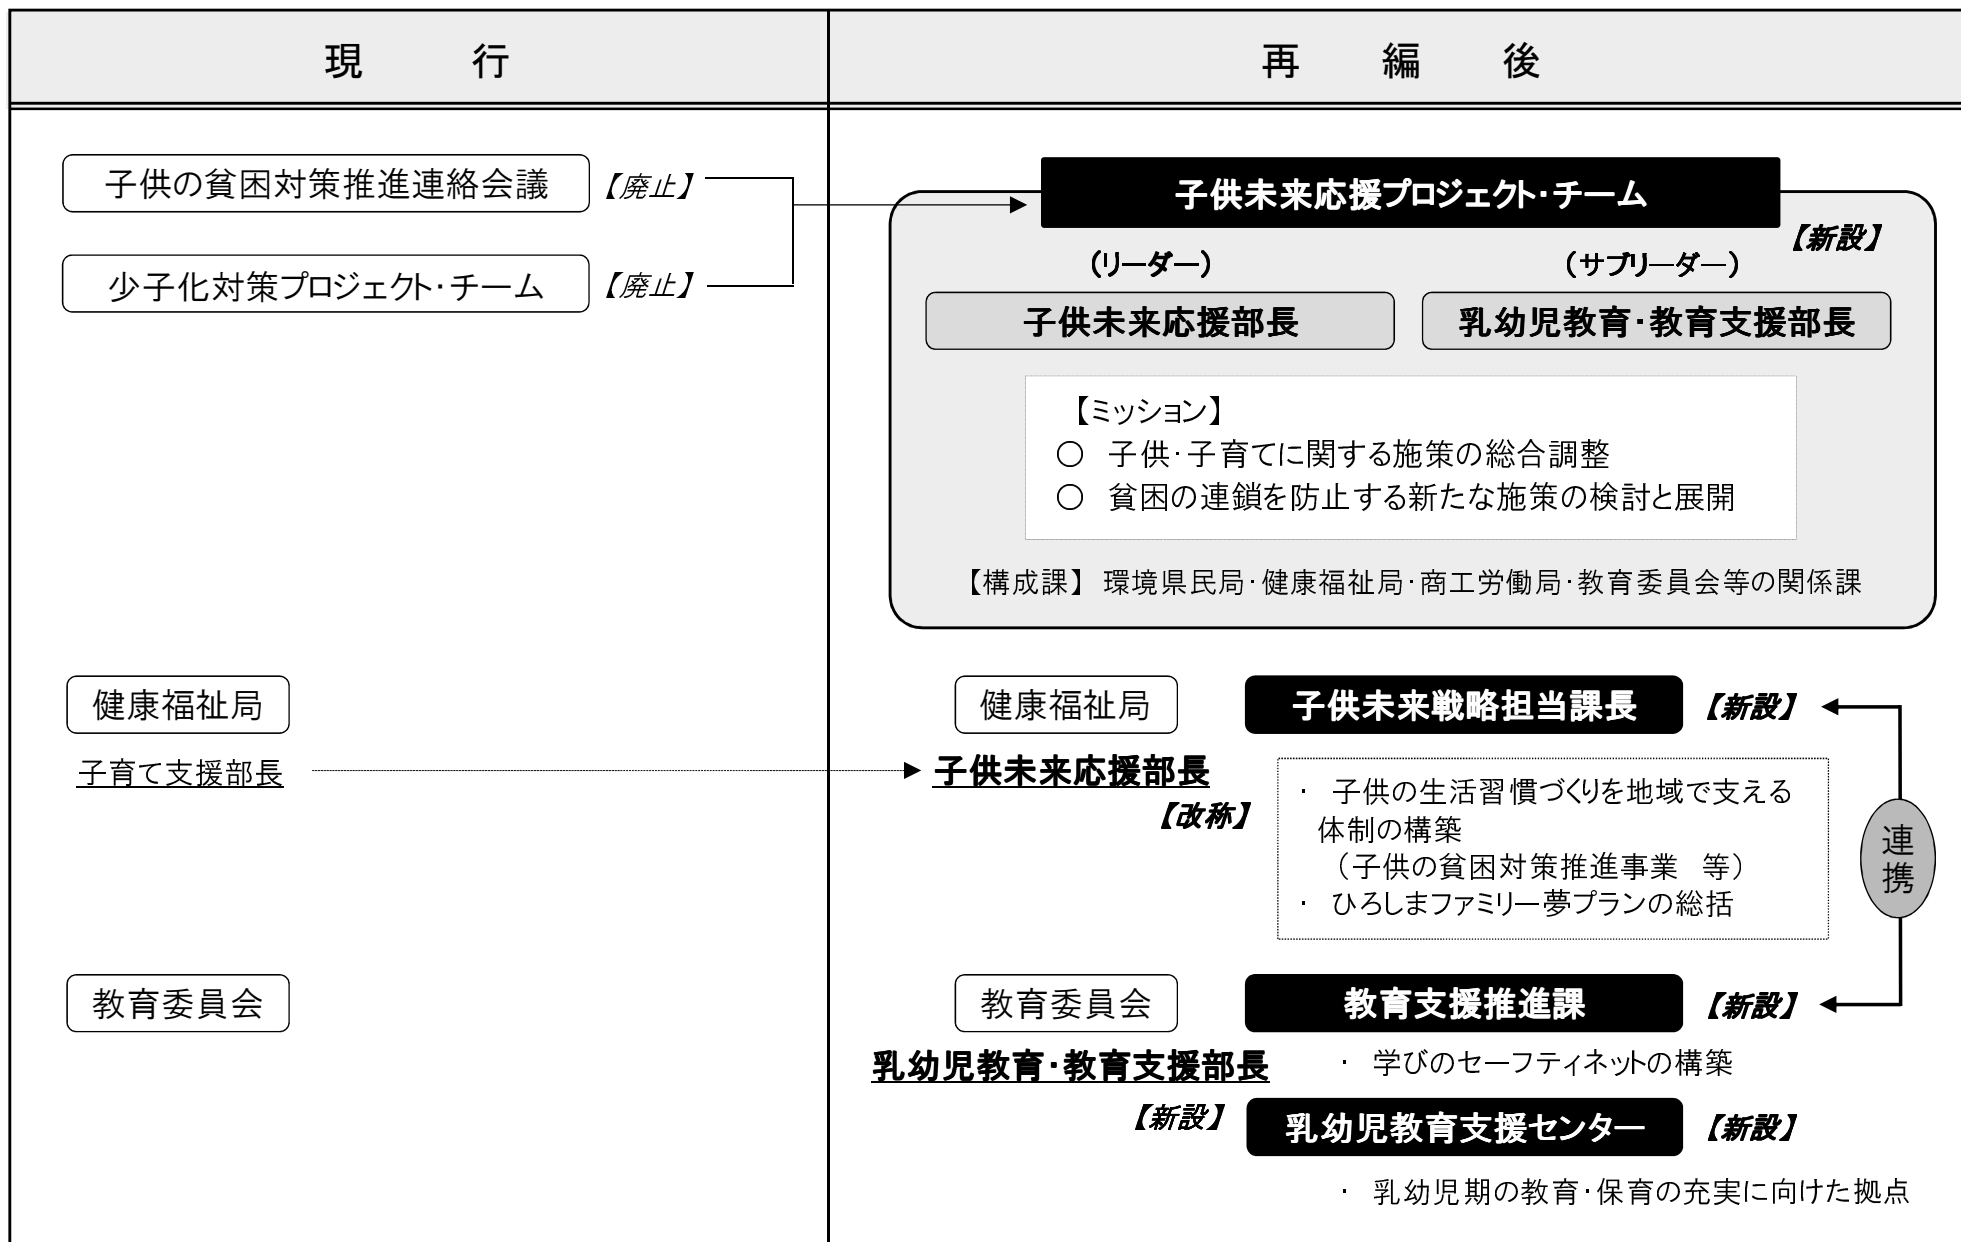 現行
再編後
子供の貧困対策推進連絡会議
【廃止】
少子化対策プロジェクト・チーム
【廃止】
子供未来応援プロジェクト・チーム
【新設】
(リーダー)
(サブリーダー)
子供未来応援部長
乳幼児教育・教育支援部長
【ミッション】
○ 子供・子育てに関する施策の総合調整
○ 貧困の連鎖を防止する新たな施策の検討と展開
【構成課】 環境県民局・健康福祉局・商工労働局・教育委員会等の関係課
健康福祉局
子育て支援部長
健康福祉局
子供未来応援部長
【改称】
子供未来戦略担当課長
【新設】
・ 子供の生活習慣づくりを地域で支える
体制の構築
(子供の貧困対策推進事業 等)
・ ひろしまファミリー夢プランの総括
連携
教育委員会
教育委員会
乳幼児教育・教育支援部長
【新設】
教育支援推進課
【新設】
・ 学びのセーフティネットの構築
乳幼児教育支援センター
【新設】
・ 乳幼児期の教育・保育の充実に向けた拠点